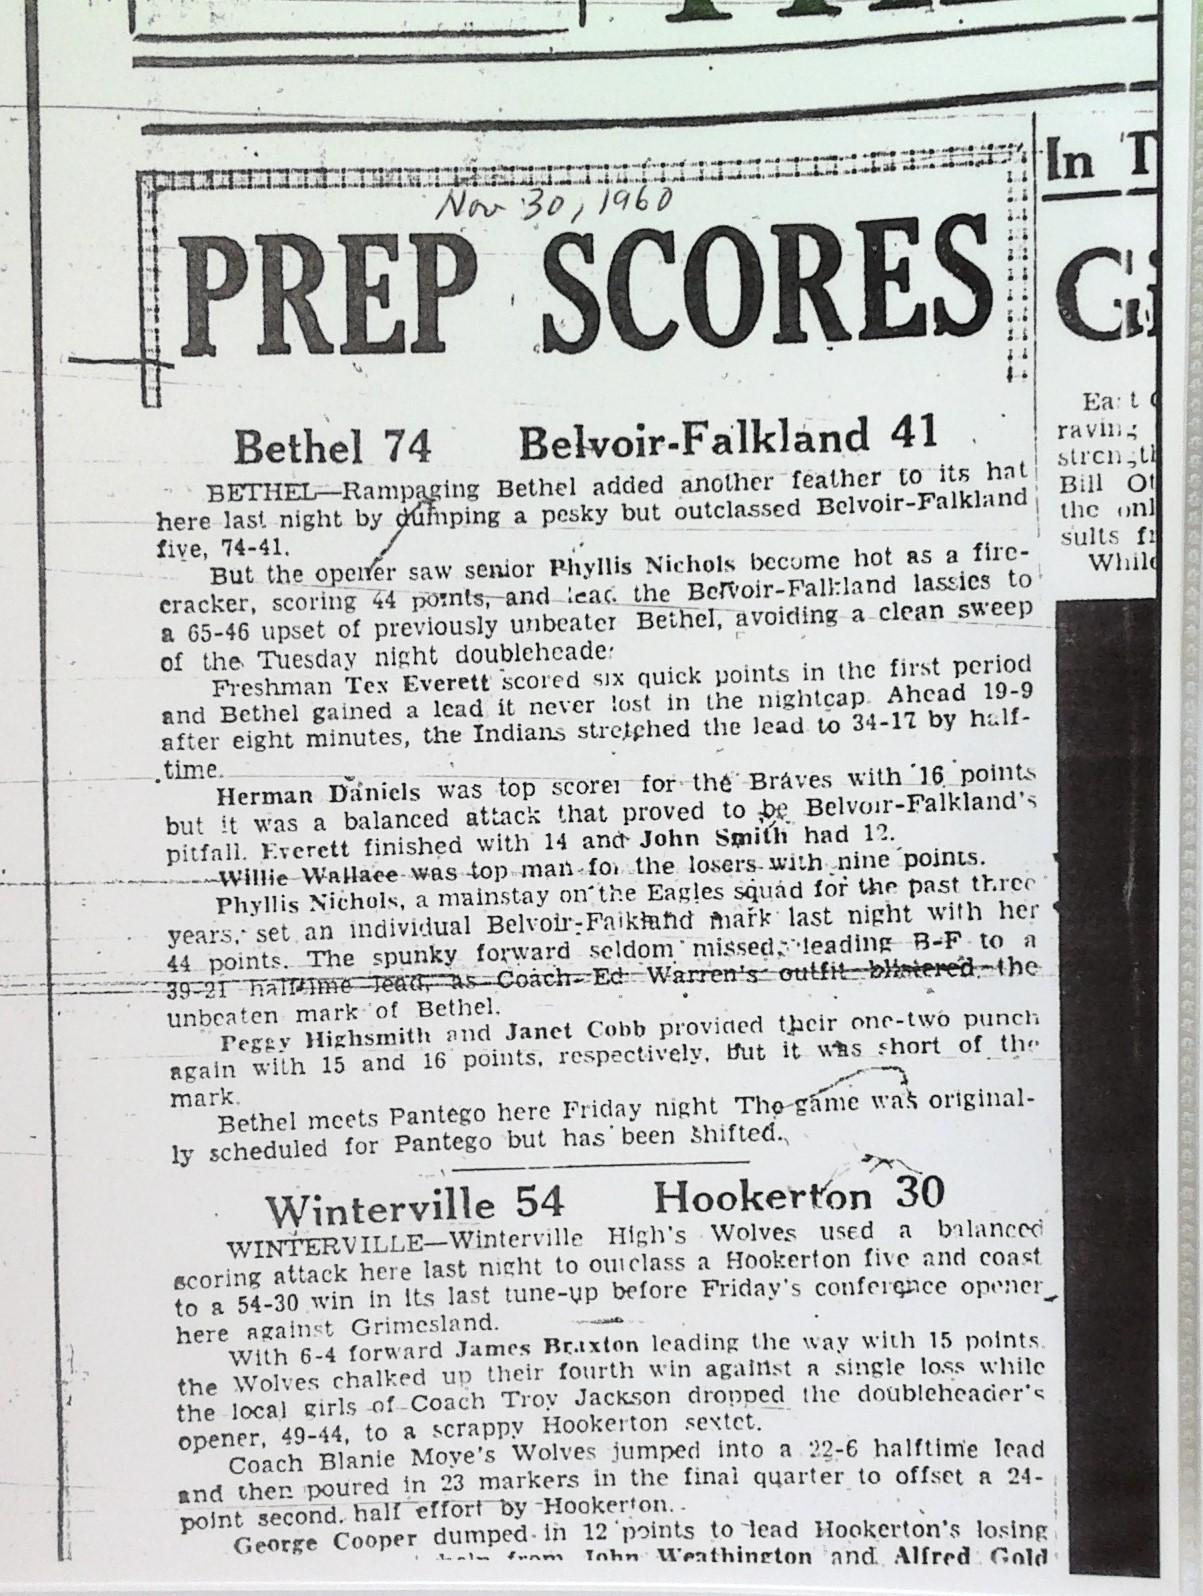 Nov 30, 1960
PREP SCORES
Bethel 74 Belvoir-Falkland 41
BETHEL—Rampaging Bethel added another feather to its hat
here last night by dumping a pesky but outclassed Belvoir-Falkland
five, 74-41.
But the opener saw senior Phyllis Nichols become hot as a fire-
cracker, scoring 44 points, and lead the Belvoir-Falkland lassies to
a 65-46 upset of previously unbeaten Bethel, avoiding a clean sweep
of the Tuesday night doubleheader
Freshman Tex Everett scored six quick points in the first period
and Bethel gained a lead it never lost in the nightcap. Ahead 19-9
after eight minutes, the Indians stretched the lead to 34-17 by half-
time.
Herman Daniels was top scorer for the Braves with 16 points
but it was a balanced attack that proved to be Belvoir-Falkland's
pitfall. Everett finished with 14 and John Smith had 12.
Willie Wallace was top man for the losers with nine points.
Phyllis Nichols, a mainstay on the Eagles squad for the past three
years, set an individual Belvoir-Falkland mark last night with her
44 points. The spunky forward seldom missed, leading B-F to a
39-21 halftime lead, as Coach Ed Warren's outfit blistered the
unbeaten mark of Bethel.
Peggy Highsmith and Janet Cobb provided their one-two punch
again with 15 and 16 points, respectively, but it was short of the
mark.
Bethel meets Pantego here Friday night The game was original-
ly scheduled for Pantego but has been shifted.
Winterville 54 Hookerton 30
WINTERVILLE—Winterville High's Wolves used a balanced
scoring attack here last night to outclass a Hookerton five and coast
to a 54-30 win in its last tune-up before Friday's conference opener
here against Grimesland.
With 6-4 forward James Braxton leading the way with 15 points,
the Wolves chalked up their fourth win against a single loss while
the local girls of Coach Troy Jackson dropped the doubleheader's
opener, 49-44, to a scrappy Hookerton sextet.
Coach Blanie Moye's Wolves jumped into a 22-6 halftime lead
and then poured in 23 markers in the final quarter to offset a 24-
point second half effort by Hookerton.
George Cooper dumped in 12 points to lead Hookerton's losing
help from John Weathington and Alfred Gold
In T
Gi
East
raving
strength
Bill Ot
the onl
sults f
While